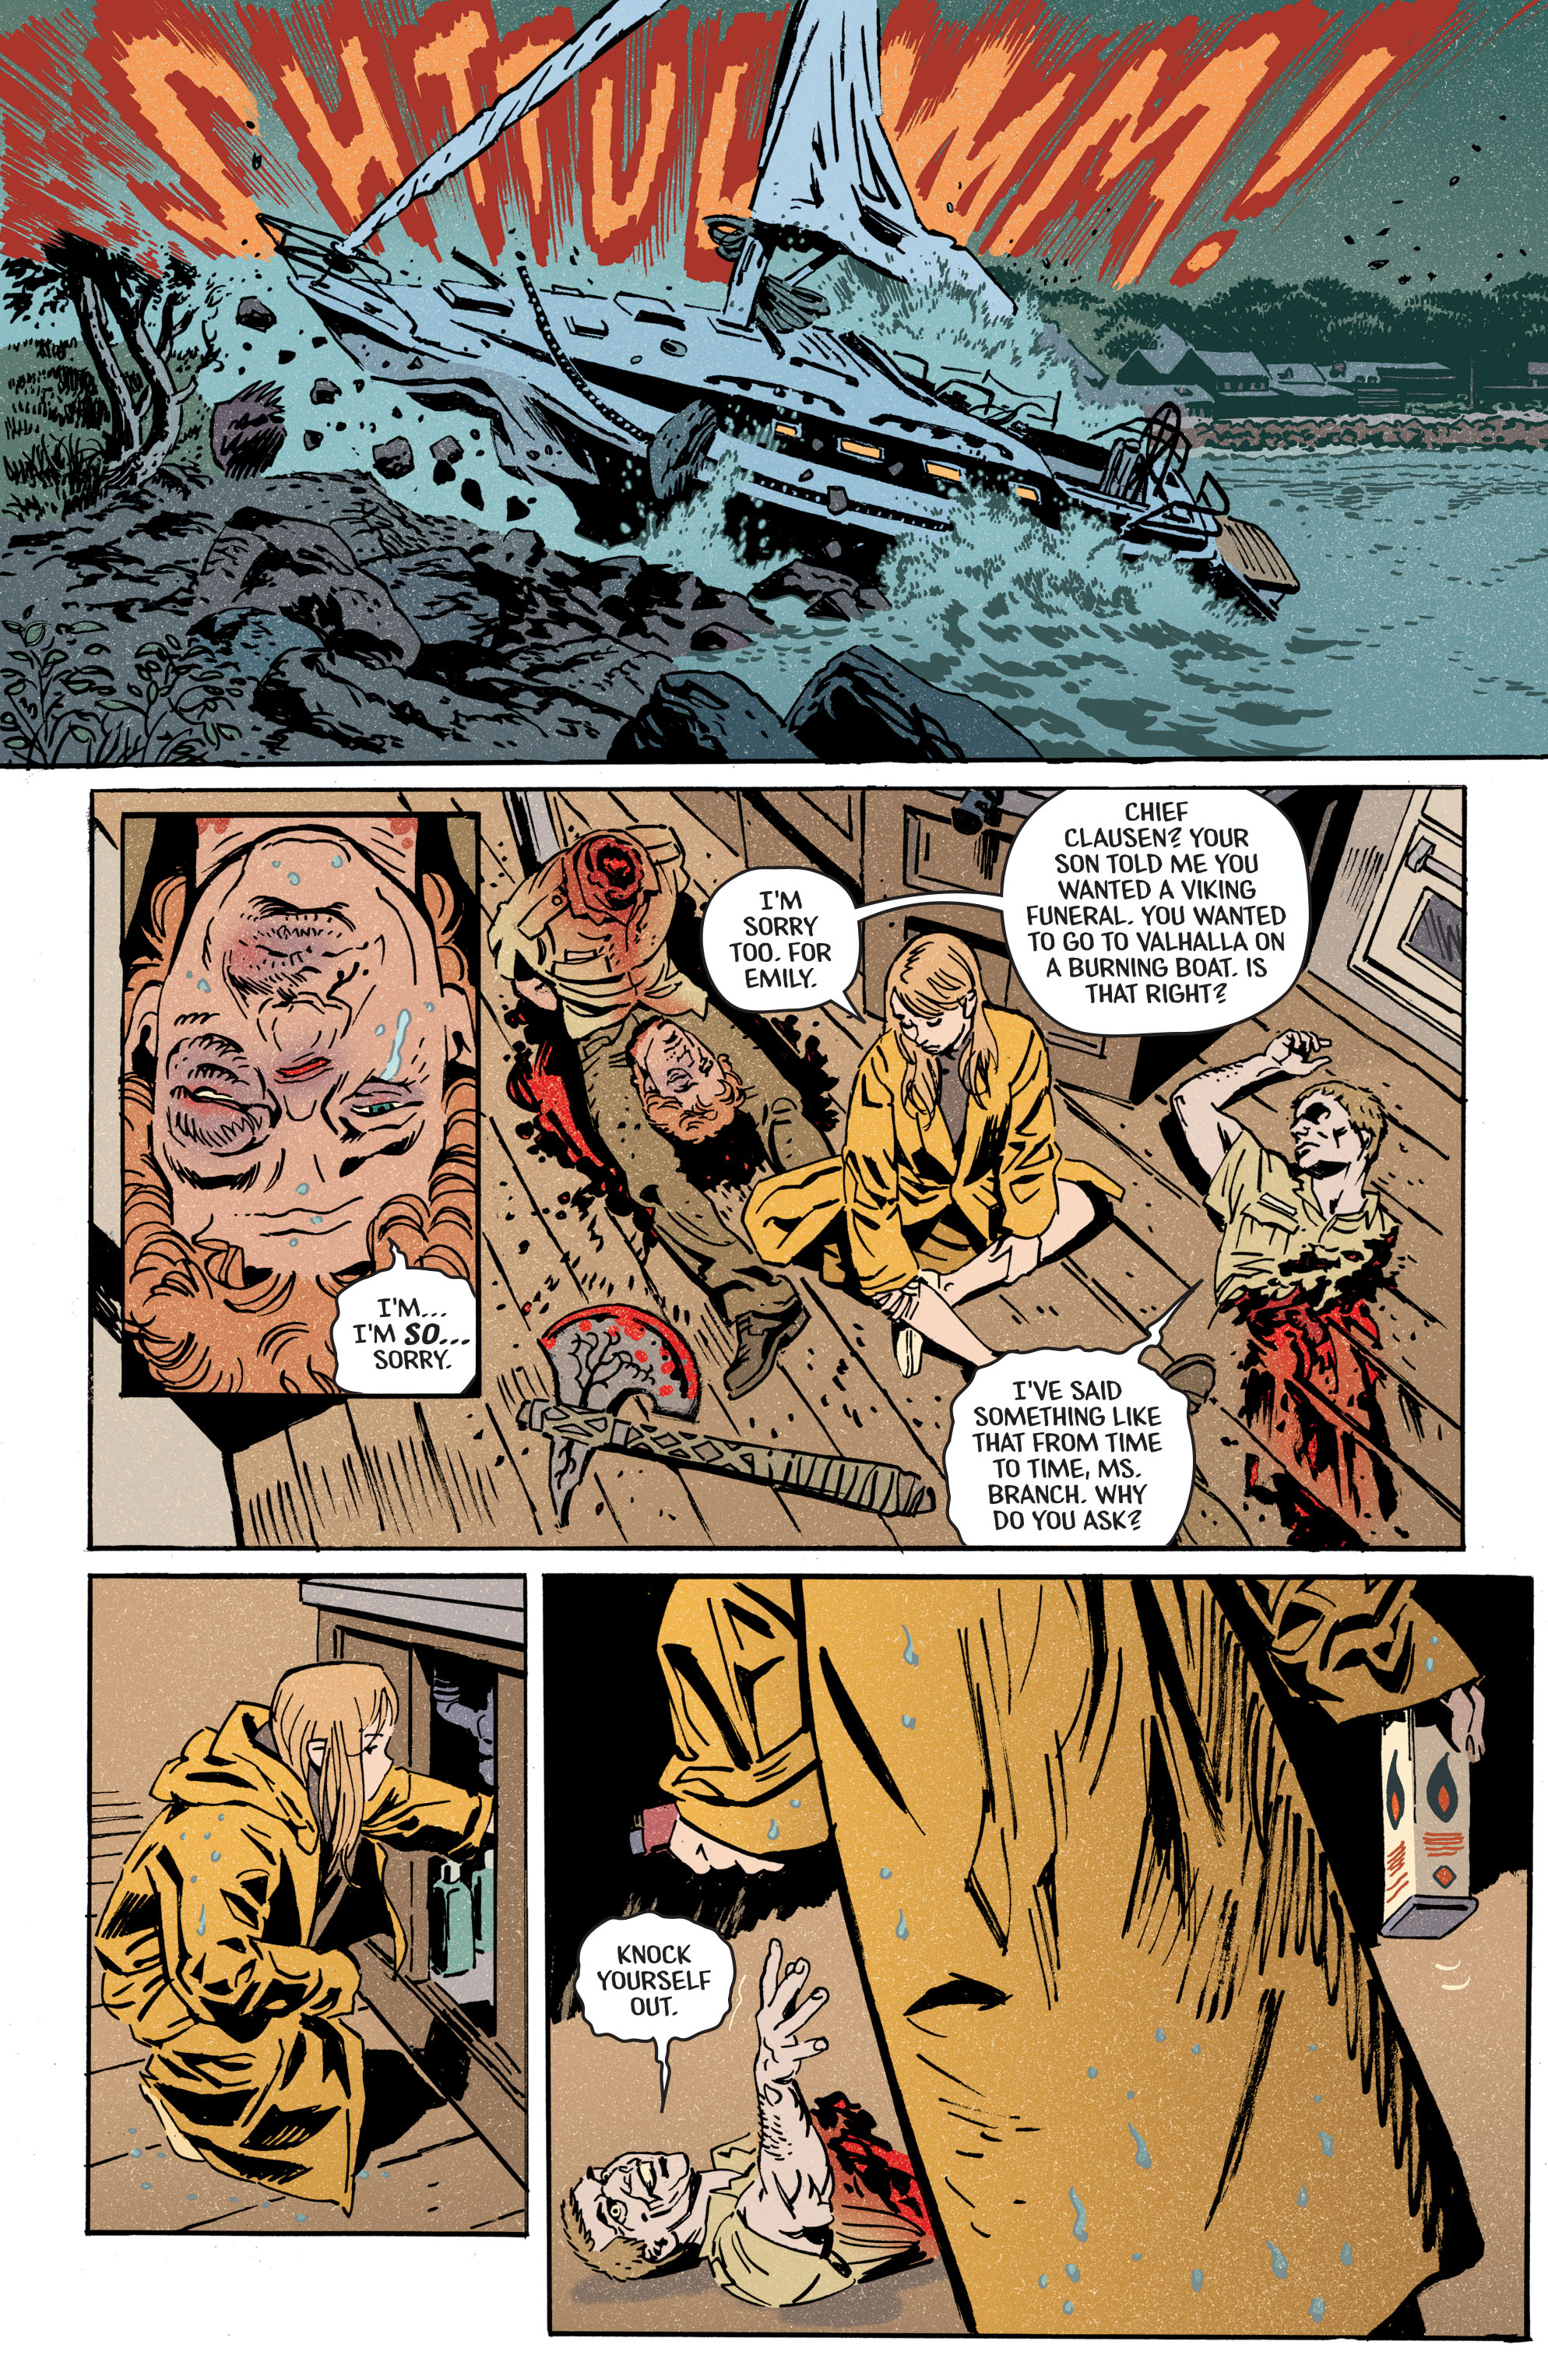 SHTTUUMM!
I'M...
I'M SO...
SORRY.
I'M
SORRY
TOO. FOR
EMILY.
CHIEF
CLAUSEN? YOUR
SON TOLD ME YOU
WANTED A VIKING
FUNERAL. YOU WANTED
TO GO TO VALHALLA ON
A BURNING BOAT. IS
THAT RIGHT?
I'VE SAID
SOMETHING LIKE
THAT FROM TIME
TO TIME, MS.
BRANCH. WHY
DO YOU ASK?
KNOCK
YOURSELF
OUT.